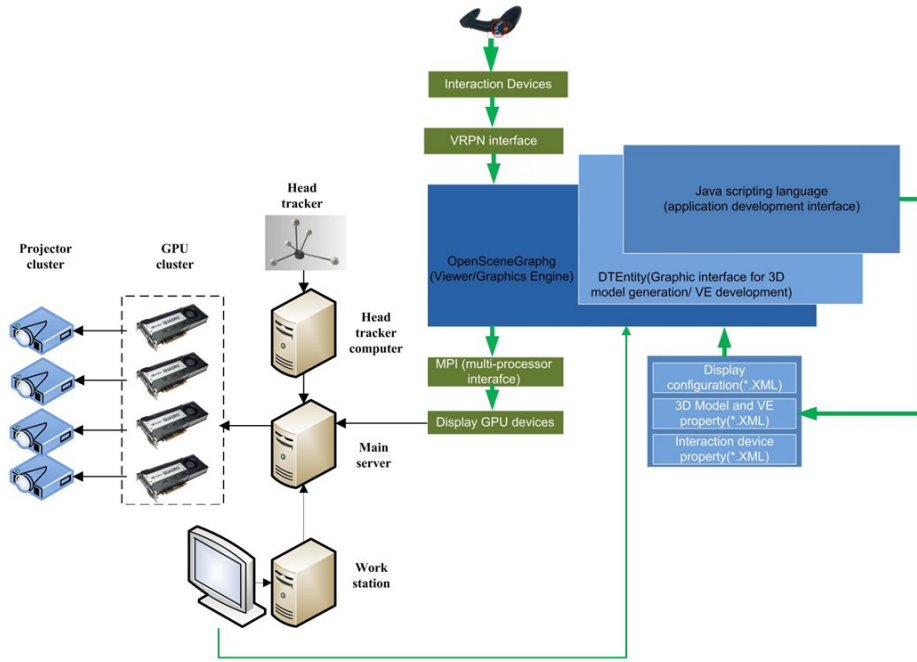 Interaction Devices
VRPN interface
Java scripting language
(application development interface)
OpenSceneGraphg
(Viewer/Graphics Engine)
DTEntity(Graphic interface for 3D
model generation/ VE development)
Head
tracker
Projector
cluster
GPU
cluster
Head
tracker
computer
MPI (multi-processor
interafce)
Display GPU devices
Display
configuration(*.XML)
3D Model and VE
property(*.XML)
Interaction device
property(*.XML)
Main
server
Work
station